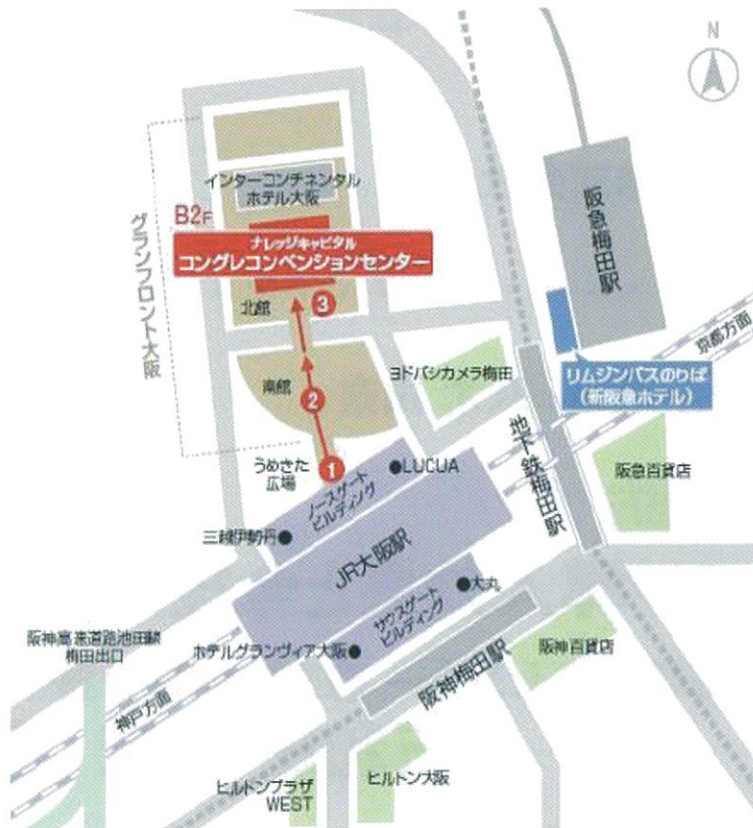 N
インターコンチネンタル
ホテル大阪
B2F
ナレッジキャピタル
コングレコンベンションセンター
グランフロント大阪
北館
3
南館
2
うめきた
広場
1
阪急梅田駅
京都方面
リムジンバスのりば
(新阪急ホテル)
ヨドバシカメラ梅田
地下鉄梅田駅
阪急百貨店
LUCUA
ノースゲート
ビルディング
三越伊勢丹
JR大阪駅
大丸
サウスゲート
ビルディング
阪神高速道路池田線
梅田出口
ホテルグランヴィア大阪
阪神梅田駅
阪神百貨店
神戸方面
ヒルトンプラザ
WEST
ヒルトン大阪